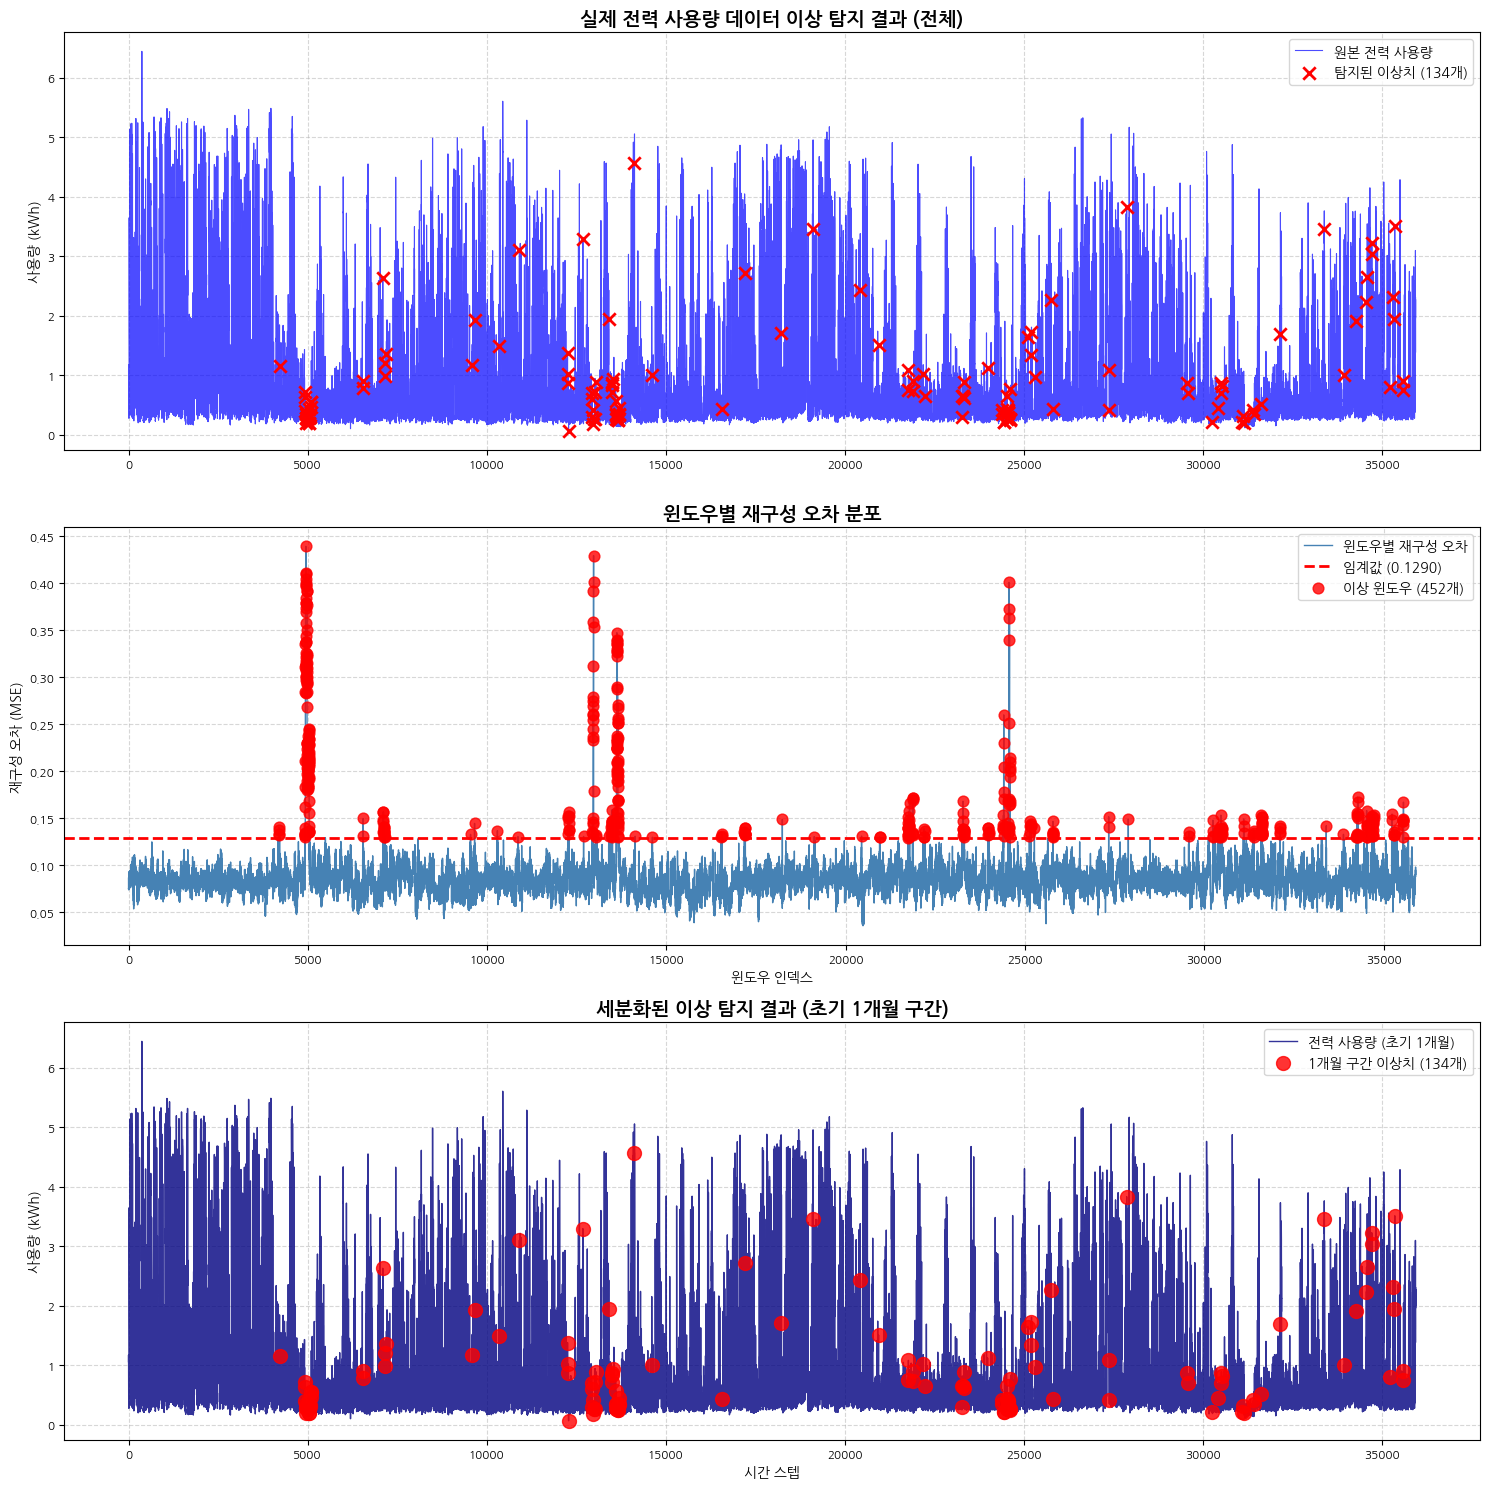 실제 전력 사용량 데이터 이상 탐지 결과 (전체)
원본 전력 사용량
탐지된 이상치 (134개)
사용량 (kWh)
6
5
4
3
2
1
0
0 5000 10000 15000 20000 25000 30000 35000
윈도우별 재구성 오차 분포
윈도우별 재구성 오차
임계값 (0.1290)
이상 윈도우 (452개)
재구성 오차 (MSE)
0.45
0.40
0.35
0.30
0.25
0.20
0.15
0.10
0.05
0 5000 10000 15000 20000 25000 30000 35000
윈도우 인덱스
세분화된 이상 탐지 결과 (초기 1개월 구간)
전력 사용량 (초기 1개월)
1개월 구간 이상치 (134개)
사용량 (kWh)
6
5
4
3
2
1
0
0 5000 10000 15000 20000 25000 30000 35000
시간 스텝